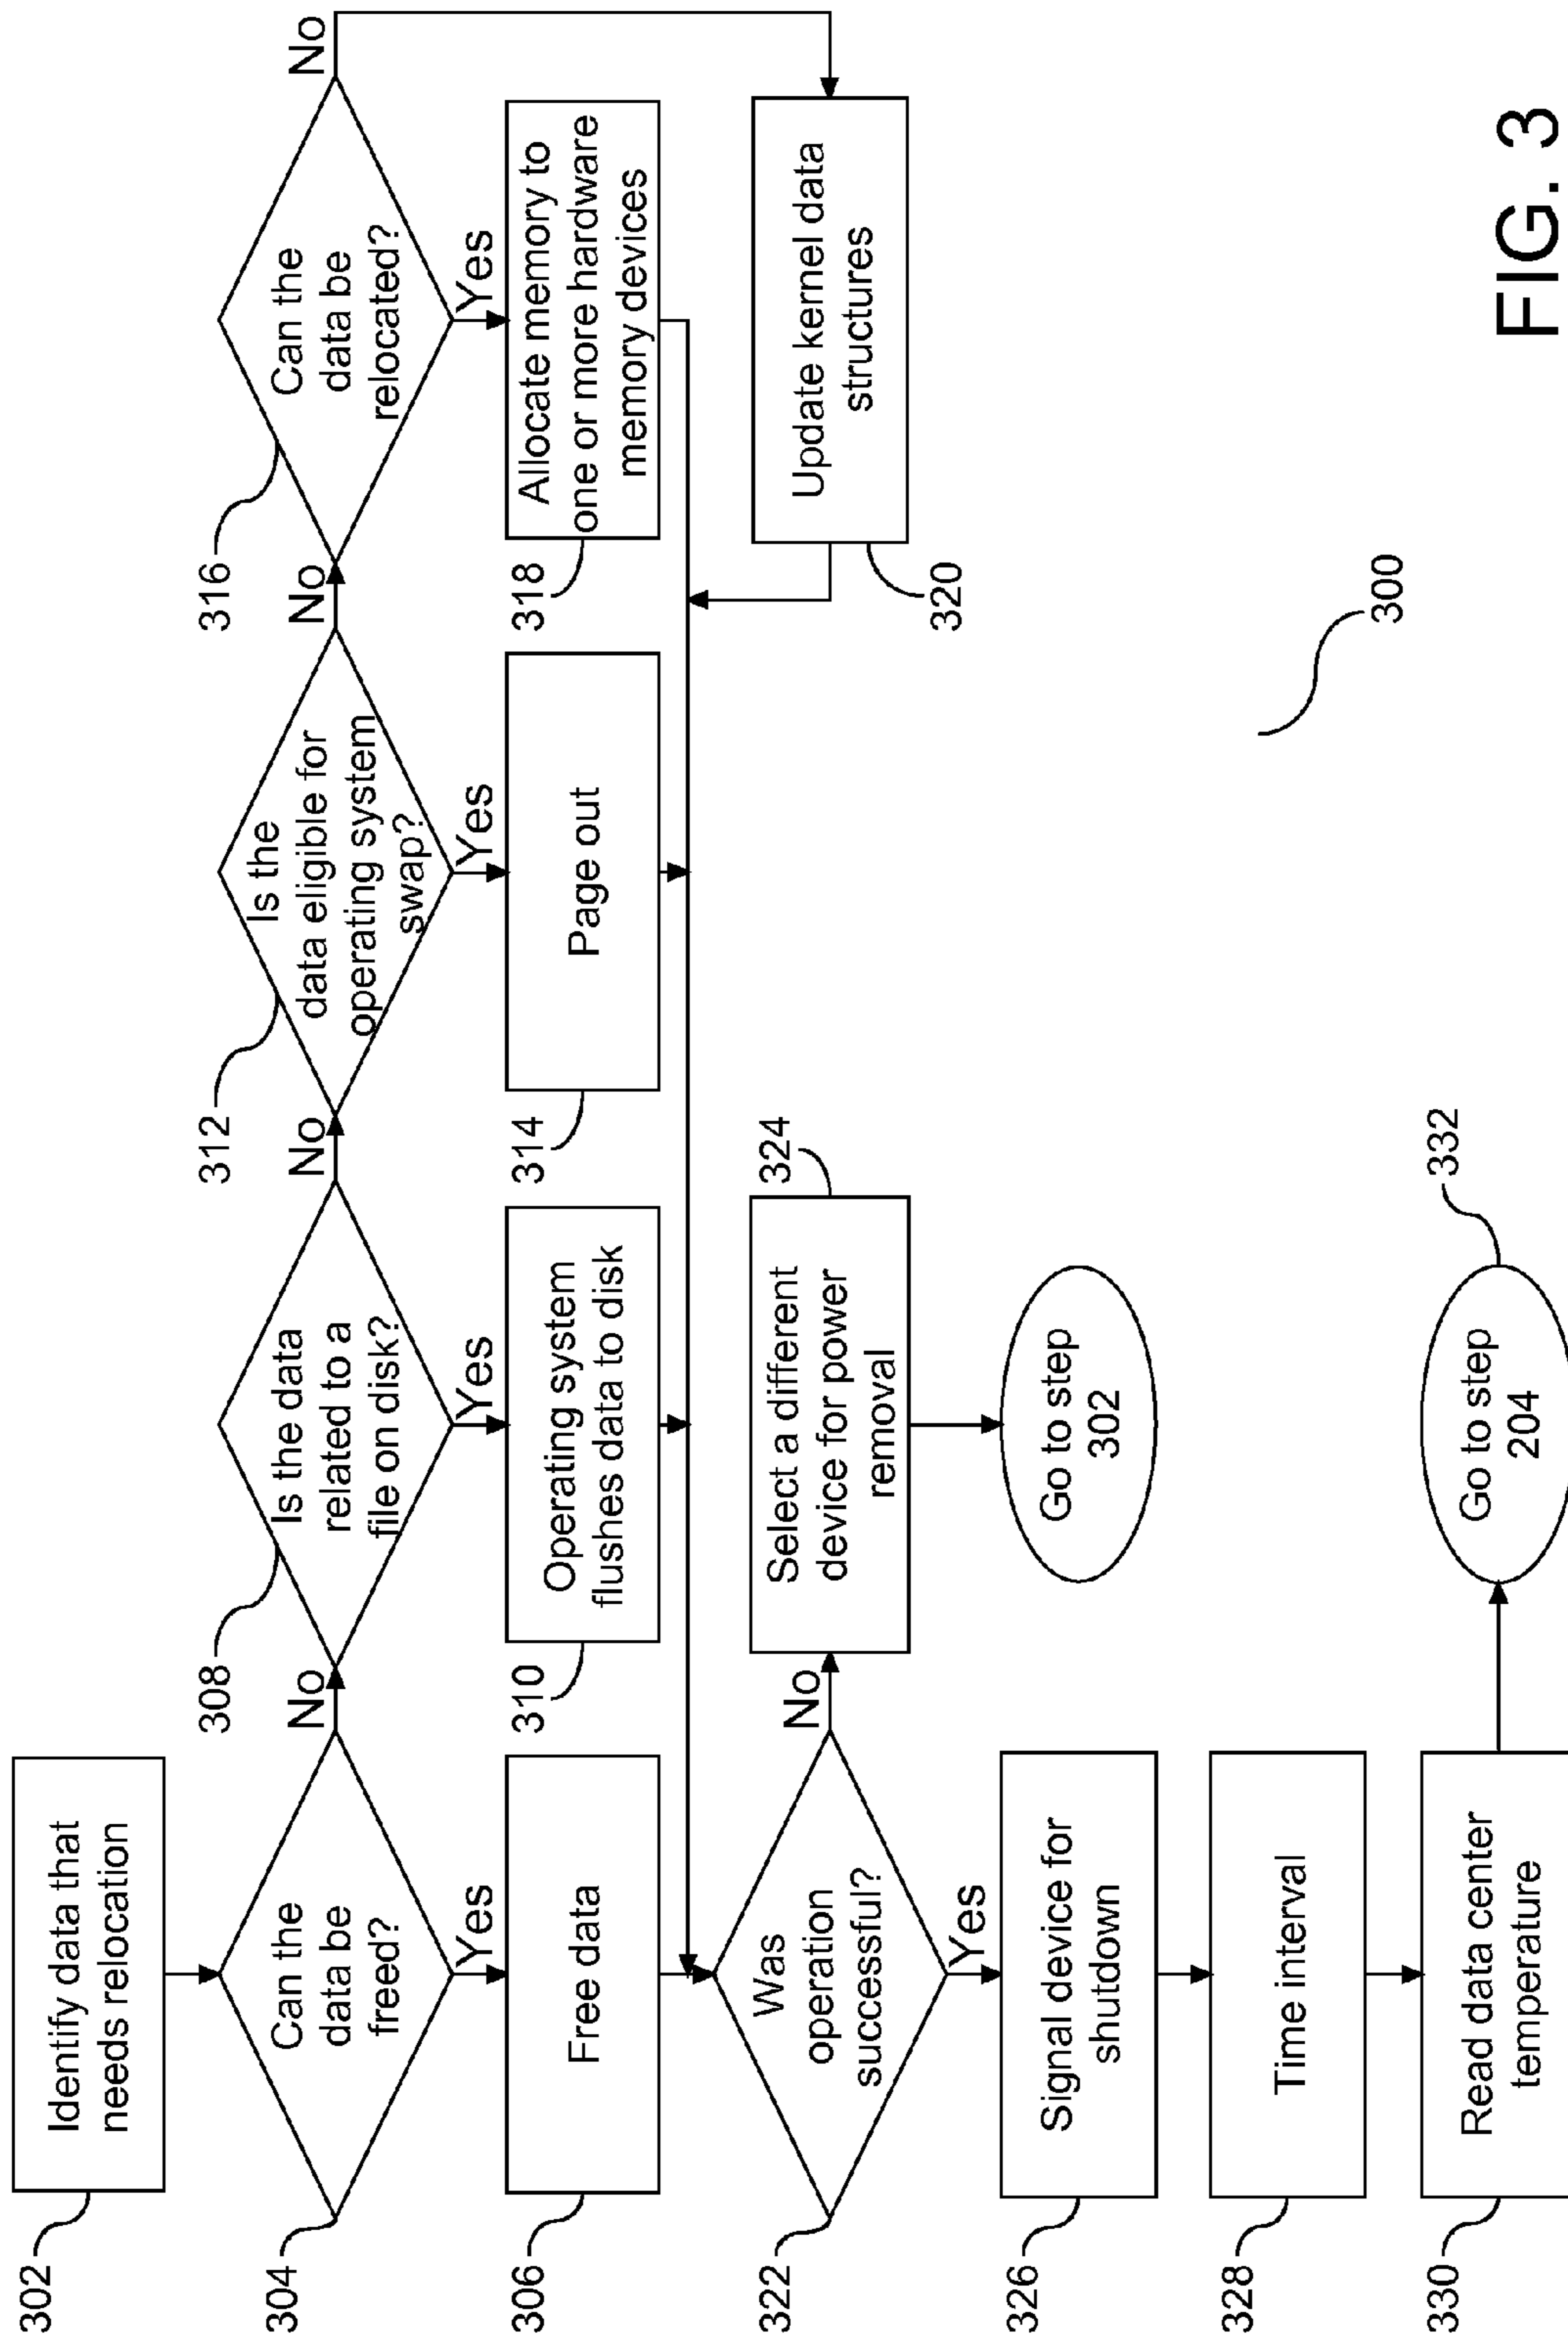 302
Identify data that
needs relocation
304
Can the
data be
freed?
No
308
Is the data
related to a
file on disk?
No
312
Is the
data eligible for
operating system
swap?
No
316
Can the
data be
relocated?
No
Yes
Yes
Yes
Yes
306
Free data
310
Operating system
flushes data to disk
314
Page out
318
Allocate memory to
one or more hardware
memory devices
322
Was
operation
successful?
No
324
Select a different
device for power
removal
320
Update kernel data
structures
Yes
326
Signal device for
shutdown
Go to step
302
328
Time interval
300
330
Read data center
temperature
332
Go to step
204
FIG. 3